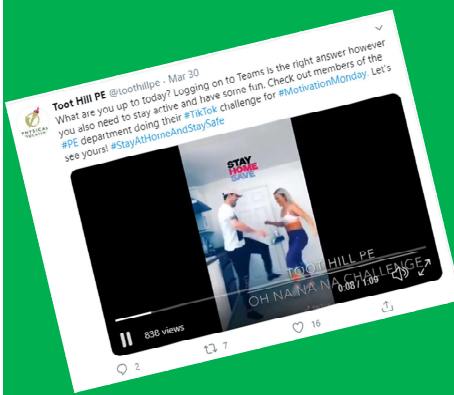 Toot Hill PE @toothillpe · Mar 30
What are you up to today? Logging on to Teams is the right answer however
you also need to stay active and have some fun. Check out members of the
#PE department doing their #TikTok challenge for #MotivationMonday. Let's
see yours! #StayAtHomeAndStaySafe
PHYSICAL
EDUCATION
STAY
HOME
SAVE
TOOT HILL PE
OH NA NA NA CHALLENGE
838 views
0:08 / 1:09
2
7
16